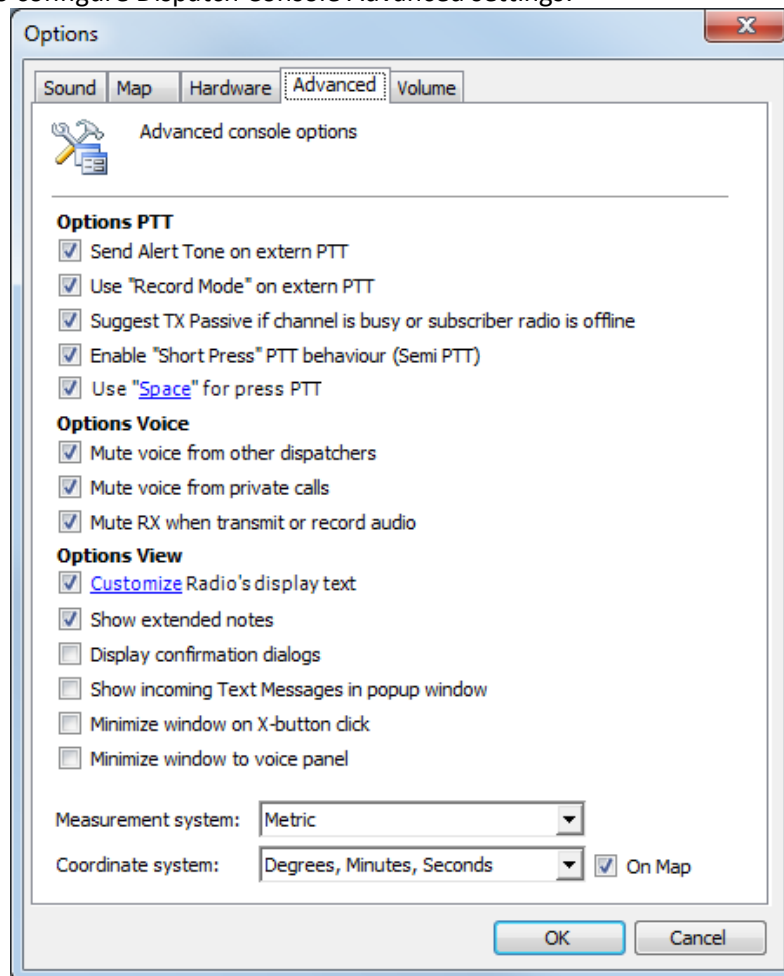 configure Dispatch Console Advanced settings:
Options
Sound Map Hardware Advanced Volume
Advanced console options
Options PTT
Send Alert Tone on extern PTT
Use "Record Mode" on extern PTT
Suggest TX Passive if channel is busy or subscriber radio is offline
Enable "Short Press" PTT behaviour (Semi PTT)
Use "Space" for press PTT
Options Voice
Mute voice from other dispatchers
Mute voice from private calls
Mute RX when transmit or record audio
Options View
Customize Radio's display text
Show extended notes
Display confirmation dialogs
Show incoming Text Messages in popup window
Minimize window on X-button click
Minimize window to voice panel
Measurement system: Metric
Coordinate system: Degrees, Minutes, Seconds On Map
OK Cancel